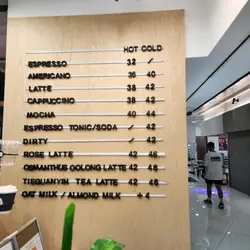 HOT COLD
ESPRESSO 32 /
AMERICANO 35 40
LATTE 38 42
CAPPUCCINO 38 42
MOCHA 40 44
ESPRESSO TONIC/SODA / 42
DIRTY / 42
ROSE LATTE 42 46
OSMANTHUS OOLONG LATTE 42 46
TIEGUANYIN TEA LATTE 42 46
OAT MILK / ALMOND MILK + 4